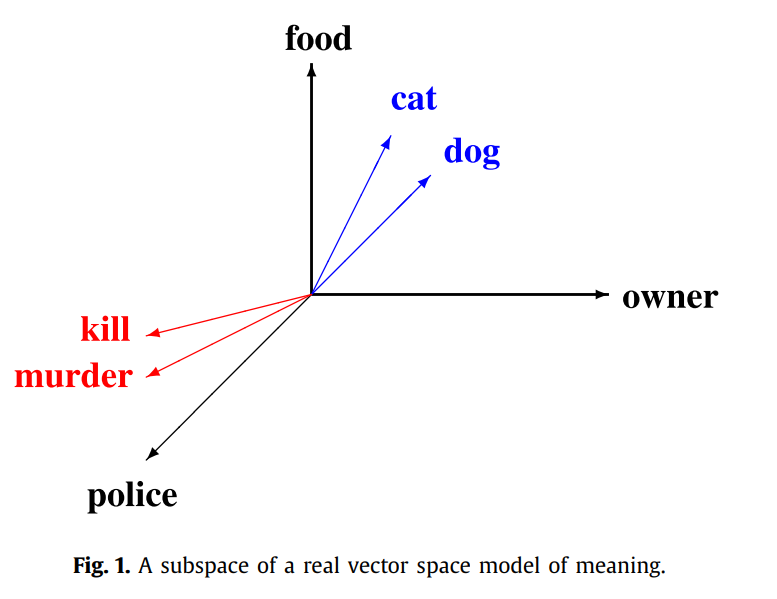 food
cat
dog
owner
kill
murder
police
Fig. 1. A subspace of a real vector space model of meaning.